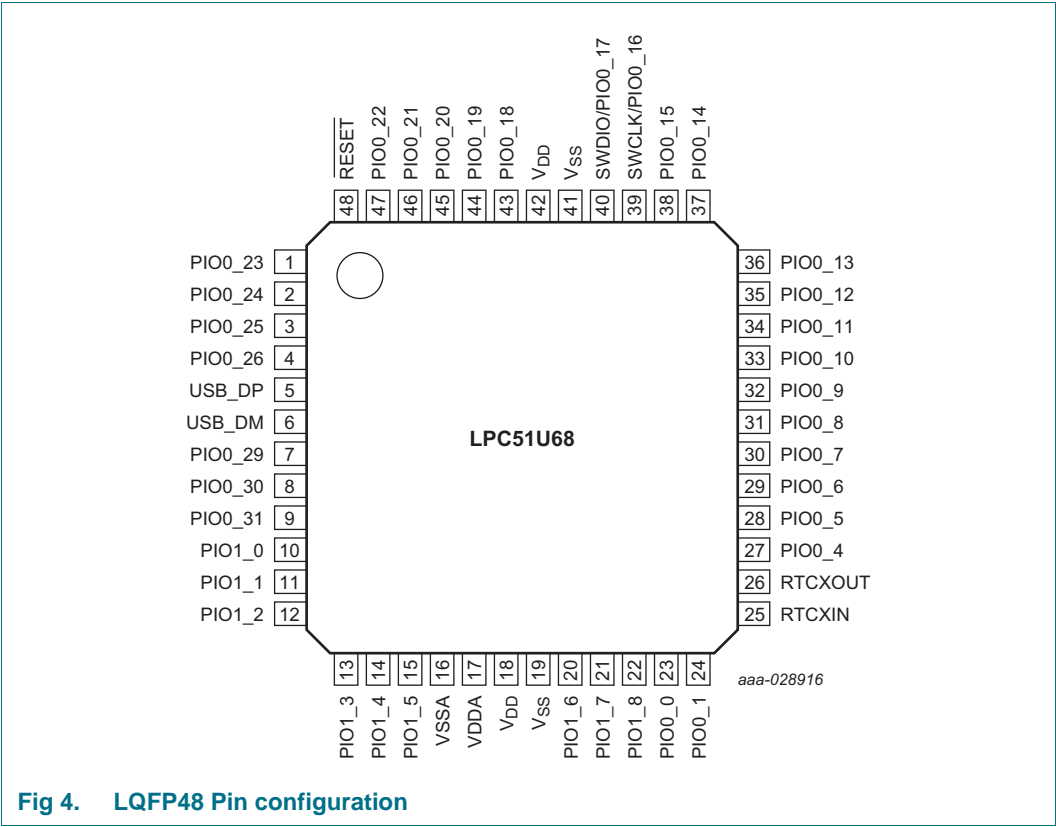 RESET
PIO0_22
PIO0_21
PIO0_20
PIO0_19
PIO0_18
VDD
VSS
SWDIO/PIO0_17
SWCLK/PIO0_16
PIO0_15
PIO0_14
48 47 46 45 44 43 42 41 40 39 38 37
PIO0_23 1
PIO0_24 2
PIO0_25 3
PIO0_26 4
USB_DP 5
USB_DM 6
PIO0_29 7
PIO0_30 8
PIO0_31 9
PIO1_0 10
PIO1_1 11
PIO1_2 12
LPC51U68
36 PIO0_13
35 PIO0_12
34 PIO0_11
33 PIO0_10
32 PIO0_9
31 PIO0_8
30 PIO0_7
29 PIO0_6
28 PIO0_5
27 PIO0_4
26 RTCXOUT
25 RTCXIN
13 14 15 16 17 18 19 20 21 22 23 24
PIO1_3
PIO1_4
PIO1_5
VSSA
VDDA
VDD
VSS
PIO1_6
PIO1_7
PIO1_8
PIO0_0
PIO0_1
aaa-028916
Fig 4. LQFP48 Pin configuration